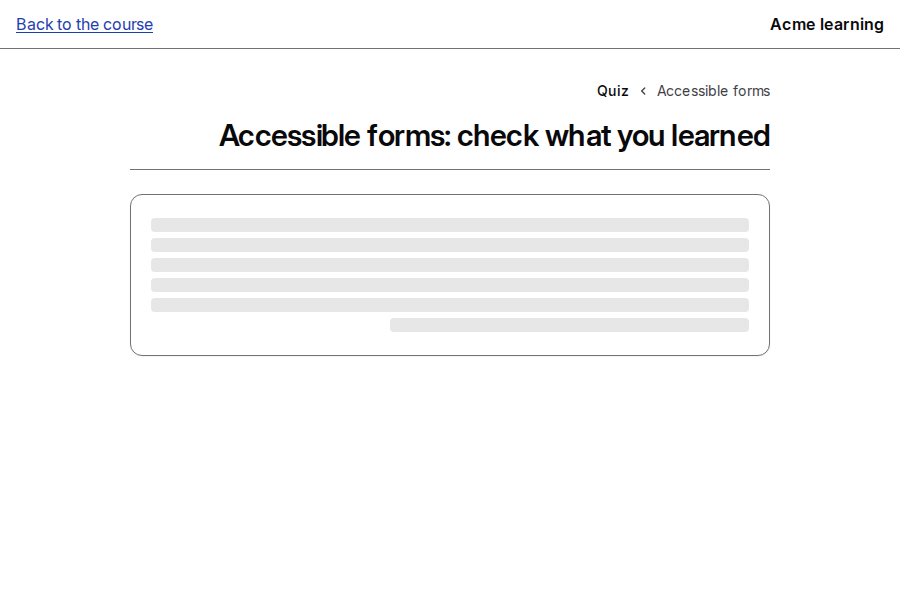 Acme learning
Back to the course
Accessible forms
Quiz
Accessible forms: check what you learned